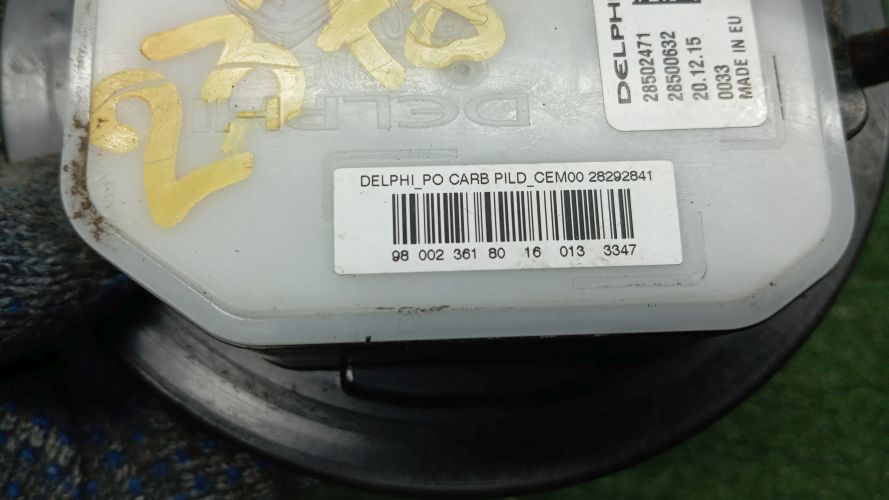 DELPHI
28502471
28500632
20.12.15
0033
MADE IN EU
DELPHI
DELPHI_PO CARB PILD_CEM00 28292841
98 002 361 80 16 013 3347